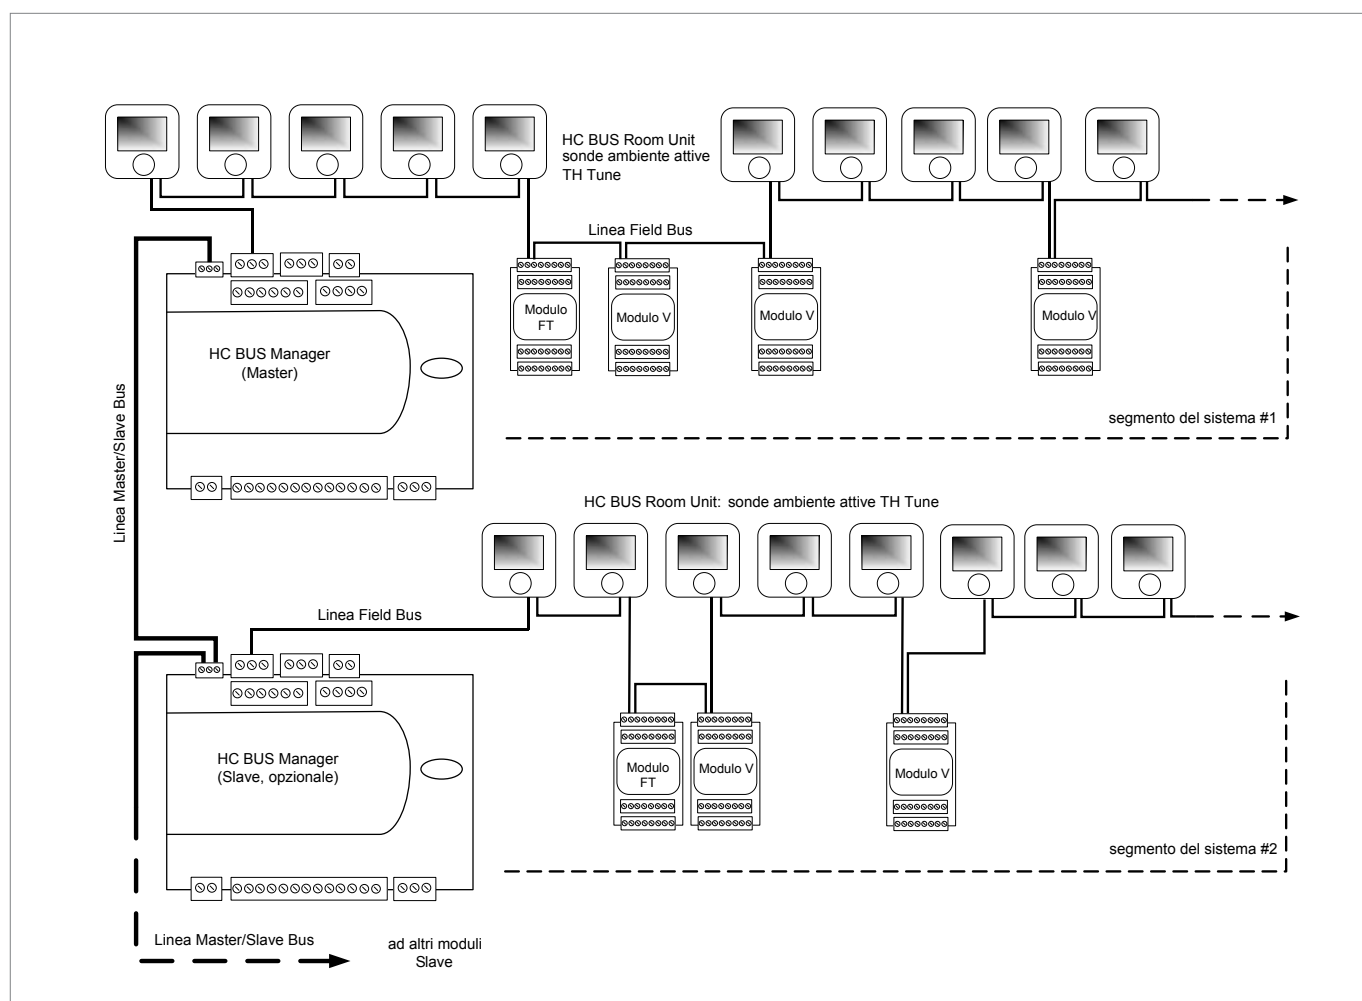 HC BUS Room Unit
sonde ambiente attive
TH Tune
Linea Field Bus
Modulo
FT
Modulo V
Modulo V
Modulo V
HC BUS Manager
(Master)
segmento del sistema #1
Linea Master/Slave Bus
HC BUS Room Unit: sonde ambiente attive TH Tune
Linea Field Bus
HC BUS Manager
(Slave, opzionale)
Modulo
FT
Modulo V
Modulo V
segmento del sistema #2
Linea Master/Slave Bus
ad altri moduli
Slave